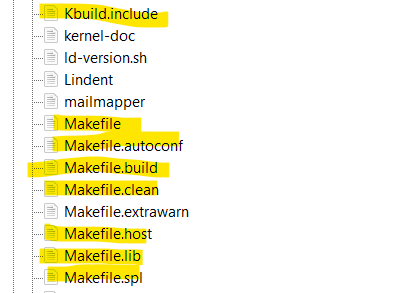 Kbuild.include
kernel-doc
ld-version.sh
Lindent
mailmapper
Makefile
Makefile.autoconf
Makefile.build
Makefile.clean
Makefile.extrawarn
Makefile.host
Makefile.lib
Makefile.spl